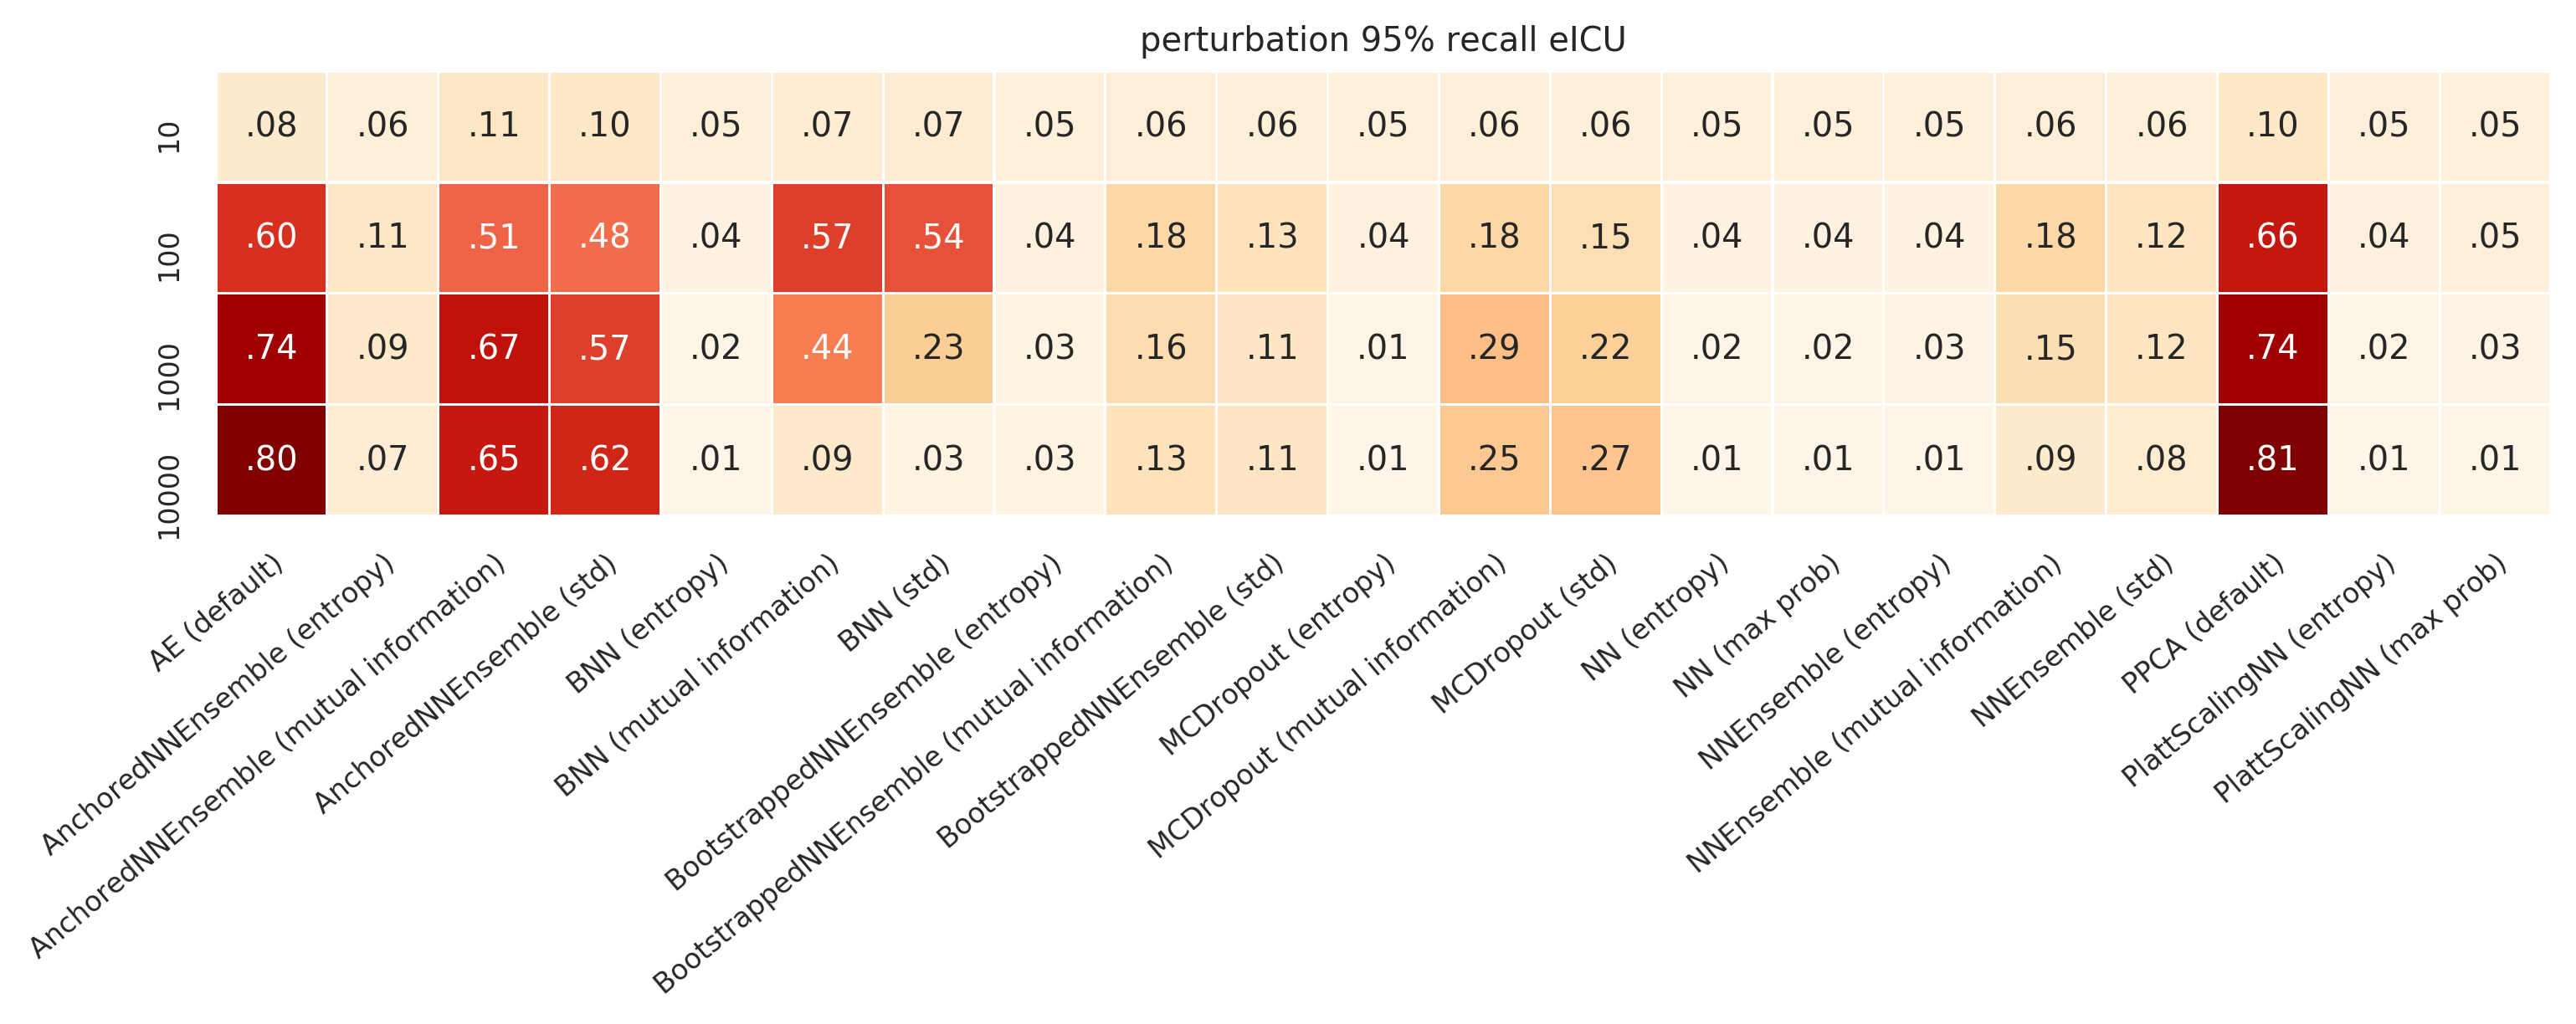 perturbation 95% recall eICU
10 .08 .06 .11 .10 .05 .07 .07 .05 .06 .06 .05 .06 .06 .05 .05 .05 .06 .06 .10 .05 .05
100 .60 .11 .51 .48 .04 .57 .54 .04 .18 .13 .04 .18 .15 .04 .04 .04 .18 .12 .66 .04 .05
1000 .74 .09 .67 .57 .02 .44 .23 .03 .16 .11 .01 .29 .22 .02 .02 .03 .15 .12 .74 .02 .03
10000 .80 .07 .65 .62 .01 .09 .03 .03 .13 .11 .01 .25 .27 .01 .01 .01 .09 .08 .81 .01 .01
AE (default)
AnchoredNNEnsemble (entropy)
AnchoredNNEnsemble (mutual information)
AnchoredNNEnsemble (std)
BNN (entropy)
BNN (mutual information)
BNN (std)
BootstrappedNNEnsemble (entropy)
BootstrappedNNEnsemble (mutual information)
BootstrappedNNEnsemble (std)
MCDropout (entropy)
MCDropout (mutual information)
MCDropout (std)
NN (entropy)
NN (max prob)
NNEnsemble (entropy)
NNEnsemble (mutual information)
NNEnsemble (std)
PPCA (default)
PlattScalingNN (entropy)
PlattScalingNN (max prob)